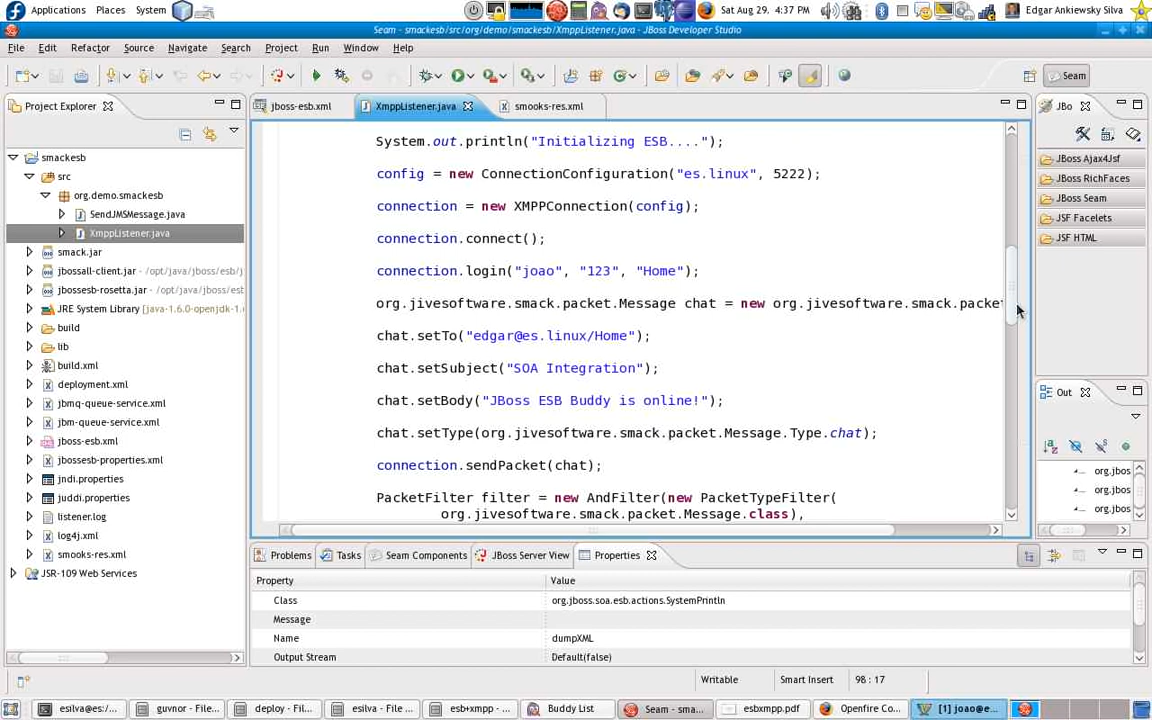 Applications Places System
Sat Aug 29. 4:37 PM
Edgar Ankiewsky Silva
Seam - smackesb/src/org/demo/smackesb/XmppListener.java - JBoss Developer Studio
File Edit Refactor Source Navigate Search Project Run Window Help
Seam
Project Explorer
jboss-esb.xml
XmppListener.java
smooks-res.xml
JBo
smackesb
src
org.demo.smackesb
SendJMSMessage.java
XmppListener.java
smack.jar
jbossall-client.jar - /opt/java/jboss/esb/j
jbossesb-rosetta.jar - /opt/java/jboss/esb
JRE System Library [java-1.6.0-openjdk-1.
build
lib
build.xml
deployment.xml
jbmq-queue-service.xml
jbm-queue-service.xml
jboss-esb.xml
jbossesb-properties.xml
jndi.properties
juddi.properties
listener.log
log4j.xml
smooks-res.xml
JSR-109 Web Services
System.out.println("Initializing ESB....");
config = new ConnectionConfiguration("es.linux", 5222);
connection = new XMPPConnection(config);
connection.connect();
connection.login("joao", "123", "Home");
org.jivesoftware.smack.packet.Message chat = new org.jivesoftware.smack.packet
chat.setTo("edgar@es.linux/Home");
chat.setSubject("SOA Integration");
chat.setBody("JBoss ESB Buddy is online!");
chat.setType(org.jivesoftware.smack.packet.Message.Type.chat);
connection.sendPacket(chat);
PacketFilter filter = new AndFilter(new PacketTypeFilter(
org.jivesoftware.smack.packet.Message.class),
JBoss Ajax4Jsf
JBoss RichFaces
JBoss Seam
JSF Facelets
JSF HTML
Out
org.jbos
org.jbos
org.jbos
Problems
Tasks
Seam Components
JBoss Server View
Properties
Property Value
Class org.jboss.soa.esb.actions.SystemPrintln
Message
Name dumpXML
Output Stream Default(false)
Writable
Smart Insert
98 : 17
esilva@es:/...
guvnor - File...
deploy - Fil...
esilva - File ...
esb+xmpp - ...
Buddy List
Seam - sma...
esbxmpp.pdf
Openfire Co...
[1] joao@e...